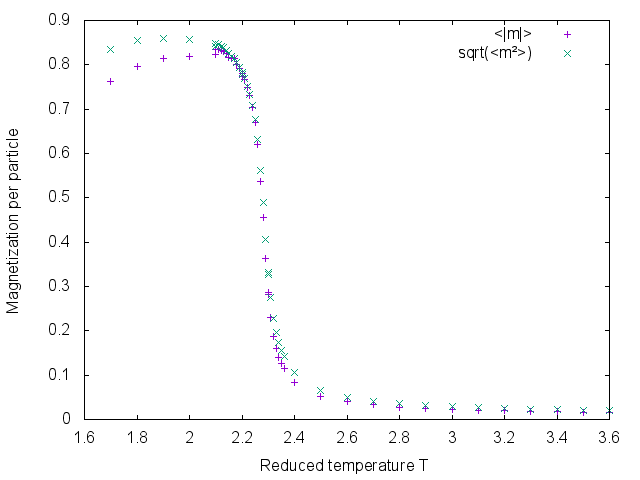 <|m|>
sqrt(<m²>)
0.9
0.8
0.7
0.6
0.5
0.4
0.3
0.2
0.1
0
Magnetization per particle
1.6 1.8 2 2.2 2.4 2.6 2.8 3 3.2 3.4 3.6
Reduced temperature T